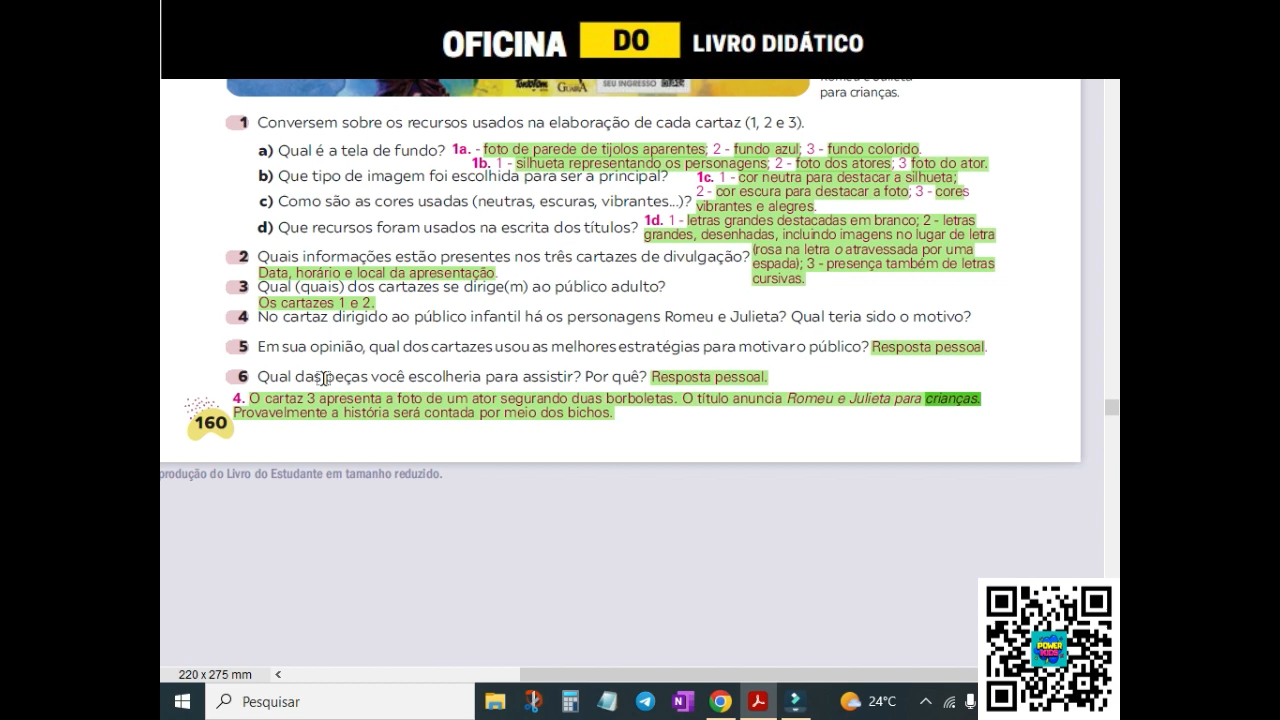 OFICINA DO LIVRO DIDÁTICO
SEU INGRESSO
para crianças.
1 Conversem sobre os recursos usados na elaboração de cada cartaz (1, 2 e 3).
a) Qual é a tela de fundo? 1a. - foto de parede de tijolos aparentes; 2 - fundo azul; 3 - fundo colorido.
1b. 1 - silhueta representando os personagens; 2 - foto dos atores; 3 foto do ator.
b) Que tipo de imagem foi escolhida para ser a principal? 1c. 1 - cor neutra para destacar a silhueta;
2 - cor escura para destacar a foto; 3 - cores
c) Como são as cores usadas (neutras, escuras, vibrantes...)? vibrantes e alegres.
d) Que recursos foram usados na escrita dos títulos? 1d. 1 - letras grandes destacadas em branco; 2 - letras
grandes, desenhadas, incluindo imagens no lugar de letra
2 Quais informações estão presentes nos três cartazes de divulgação? (rosa na letra o atravessada por uma
espada); 3 - presença também de letras
cursivas.
Data, horário e local da apresentação.
3 Qual (quais) dos cartazes se dirige(m) ao público adulto?
Os cartazes 1 e 2.
4 No cartaz dirigido ao público infantil há os personagens Romeu e Julieta? Qual teria sido o motivo?
5 Em sua opinião, qual dos cartazes usou as melhores estratégias para motivar o público? Resposta pessoal.
6 Qual das peças você escolheria para assistir? Por quê? Resposta pessoal.
4. O cartaz 3 apresenta a foto de um ator segurando duas borboletas. O título anuncia Romeu e Julieta para crianças.
Provavelmente a história será contada por meio dos bichos.
160
produção do Livro do Estudante em tamanho reduzido.
POWER KIDS
220 x 275 mm
Pesquisar
24°C